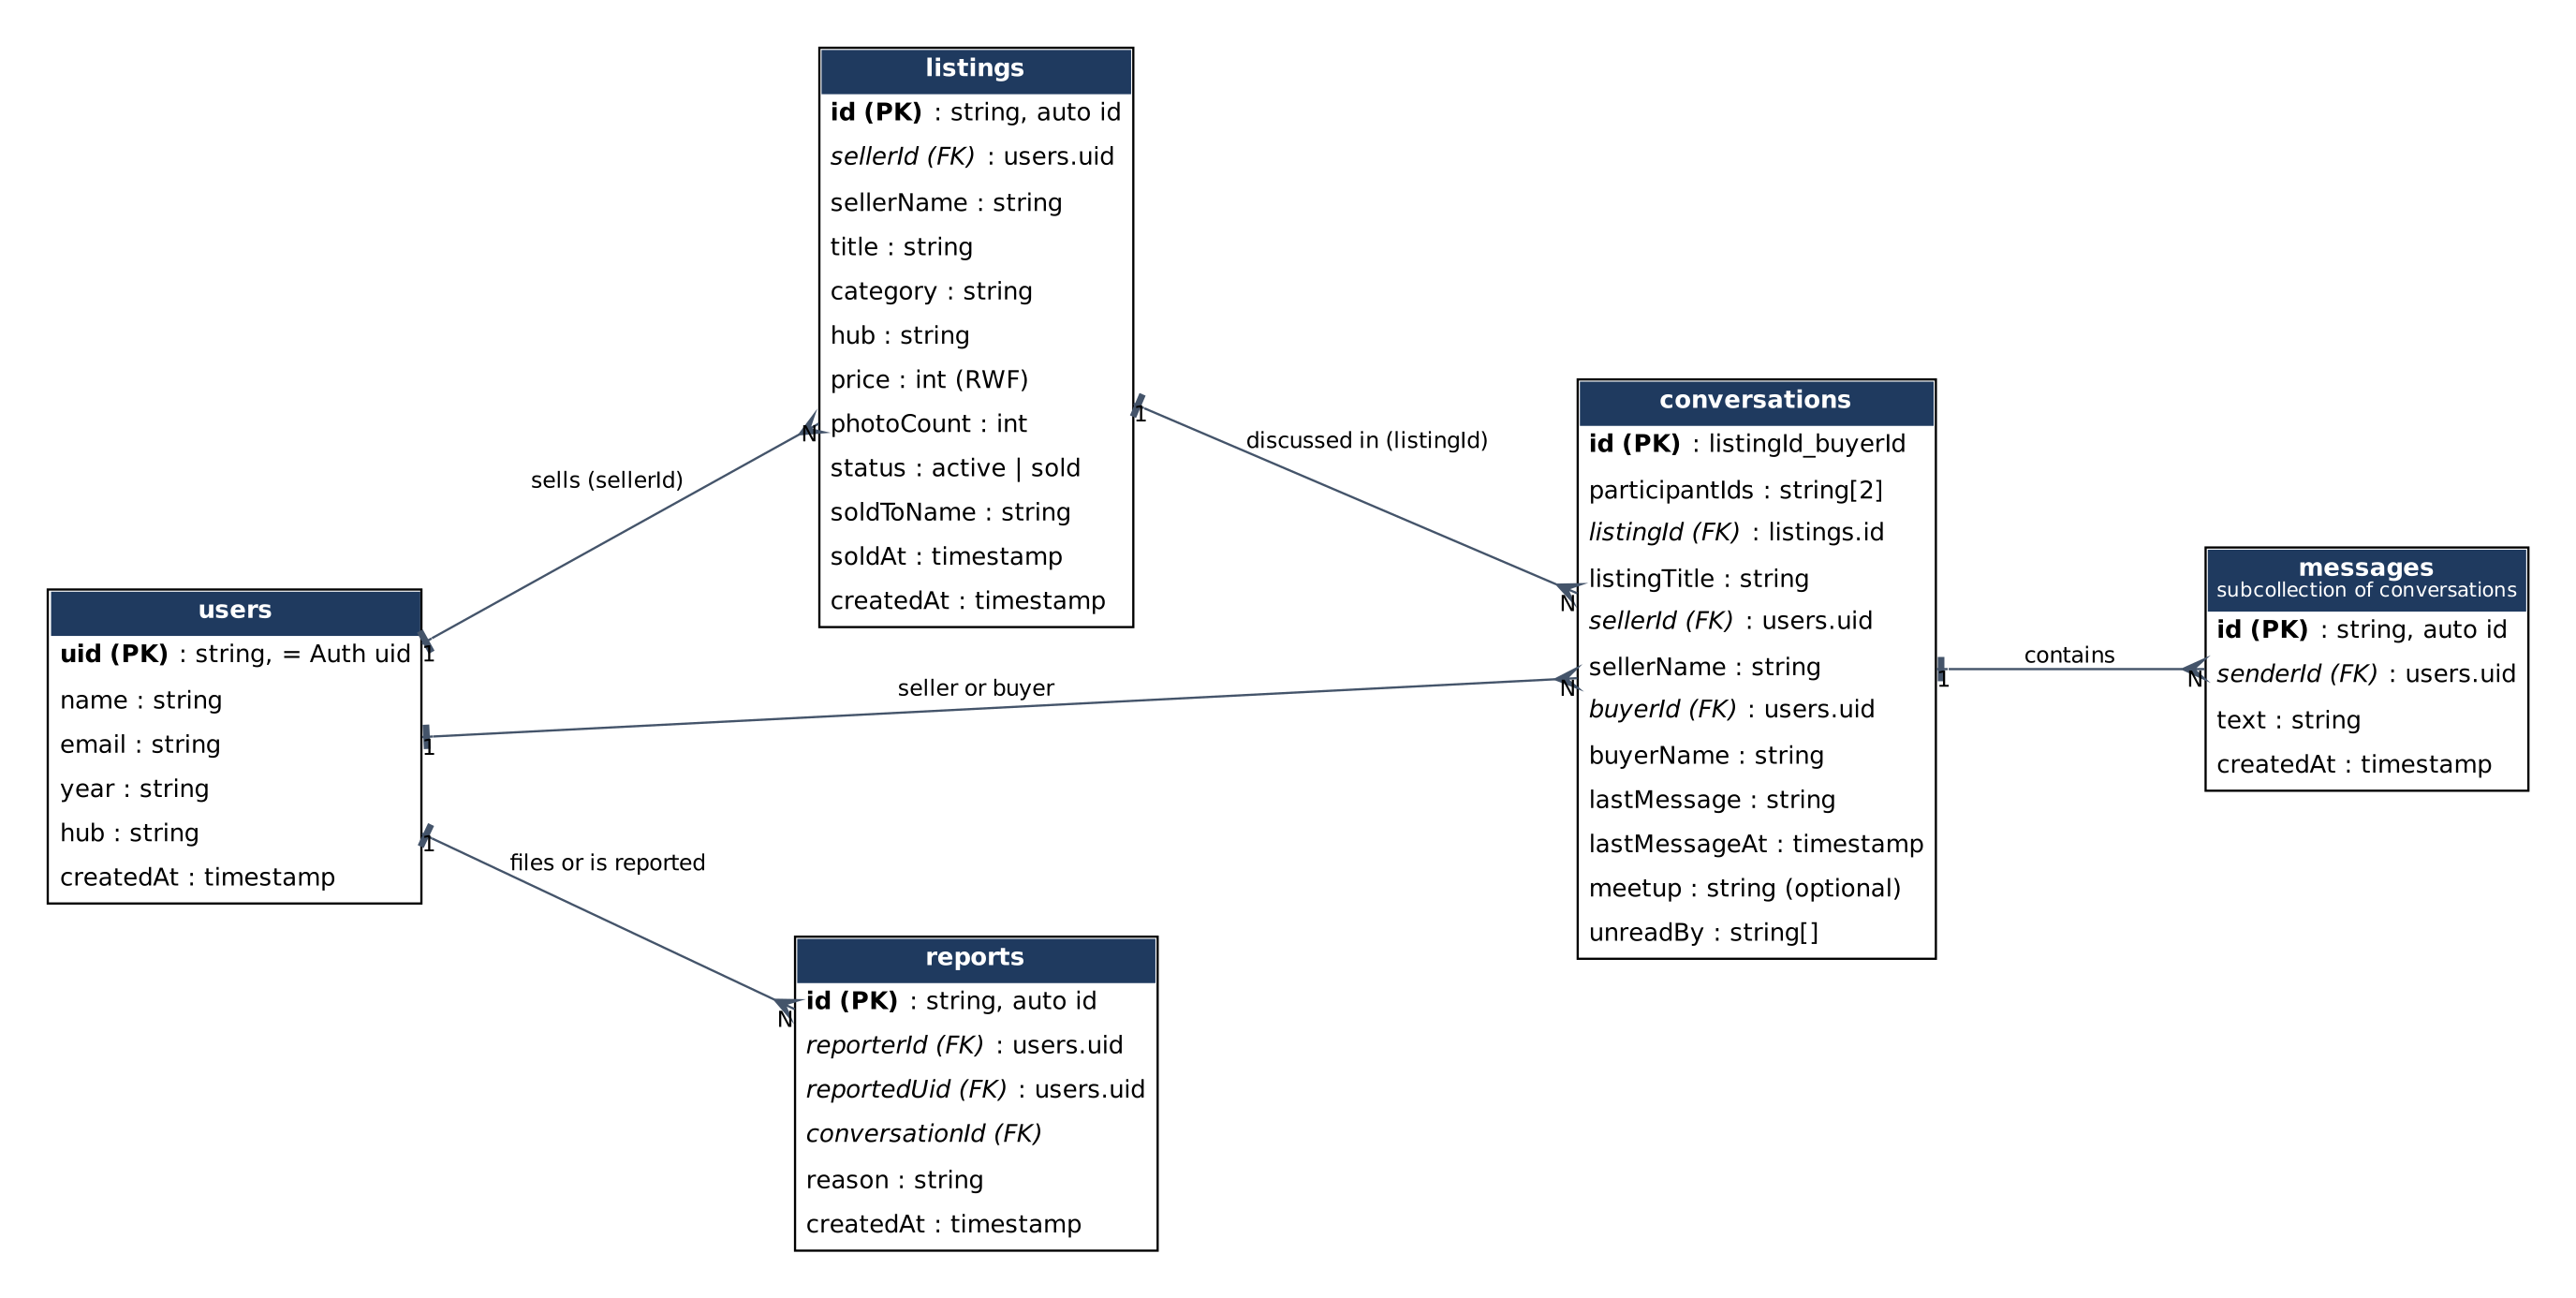 listings
id (PK) : string, auto id
sellerId (FK) : users.uid
sellerName : string
title : string
category : string
hub : string
price : int (RWF)
photoCount : int
status : active | sold
soldToName : string
soldAt : timestamp
createdAt : timestamp
sells (sellerId)
1
N
users
uid (PK) : string, = Auth uid
name : string
email : string
year : string
hub : string
createdAt : timestamp
discussed in (listingId)
1
N
seller or buyer
1
N
files or is reported
1
N
reports
id (PK) : string, auto id
reporterId (FK) : users.uid
reportedUid (FK) : users.uid
conversationId (FK)
reason : string
createdAt : timestamp
conversations
id (PK) : listingId_buyerId
participantIds : string[2]
listingId (FK) : listings.id
listingTitle : string
sellerId (FK) : users.uid
sellerName : string
buyerId (FK) : users.uid
buyerName : string
lastMessage : string
lastMessageAt : timestamp
meetup : string (optional)
unreadBy : string[]
contains
1
N
messages
subcollection of conversations
id (PK) : string, auto id
senderId (FK) : users.uid
text : string
createdAt : timestamp